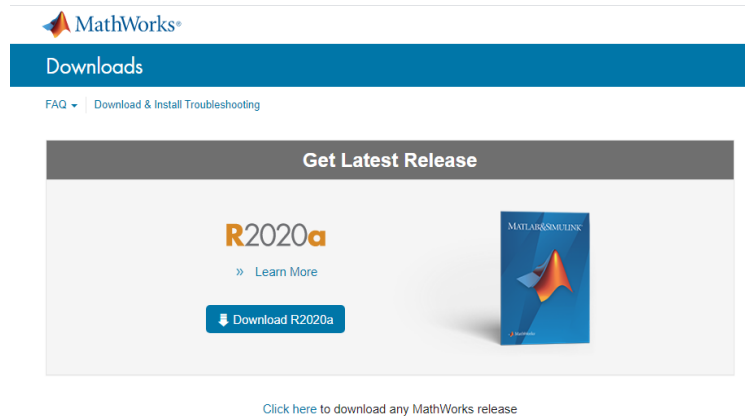 MathWorks®
Downloads
FAQ
Download & Install Troubleshooting
Get Latest Release
R2020a
» Learn More
Download R2020a
MATLAB&SIMULINK®
MathWorks
Click here to download any MathWorks release